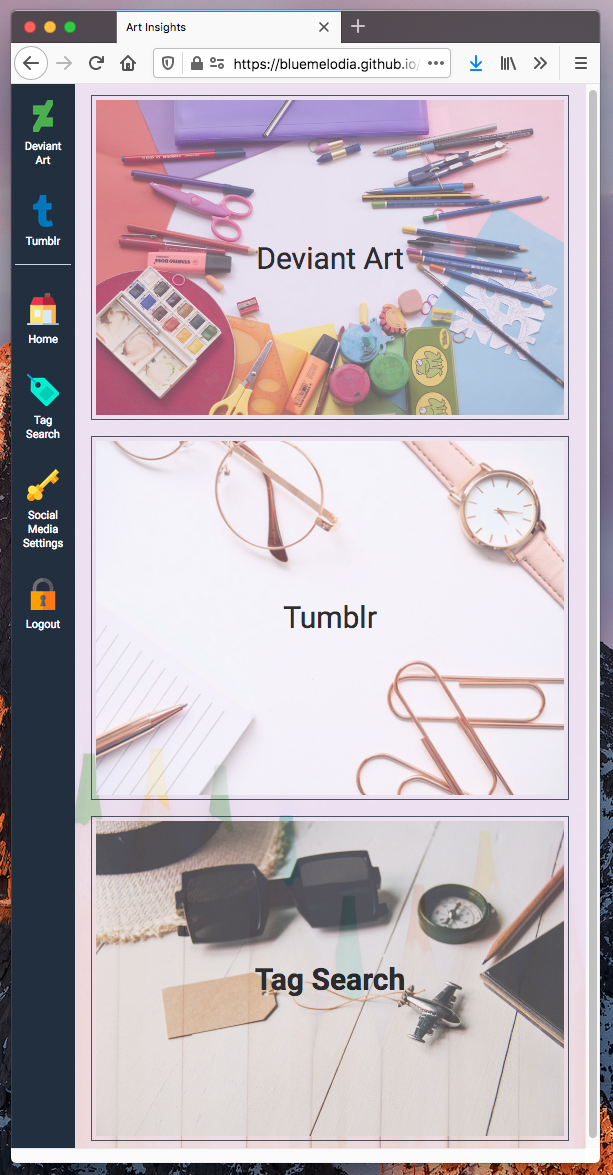 Art Insights
https://bluemelodia.github.io/
Deviant
Art
Tumblr
Home
Tag
Search
Social
Media
Settings
Logout
Deviant Art
Tumblr
Tag Search